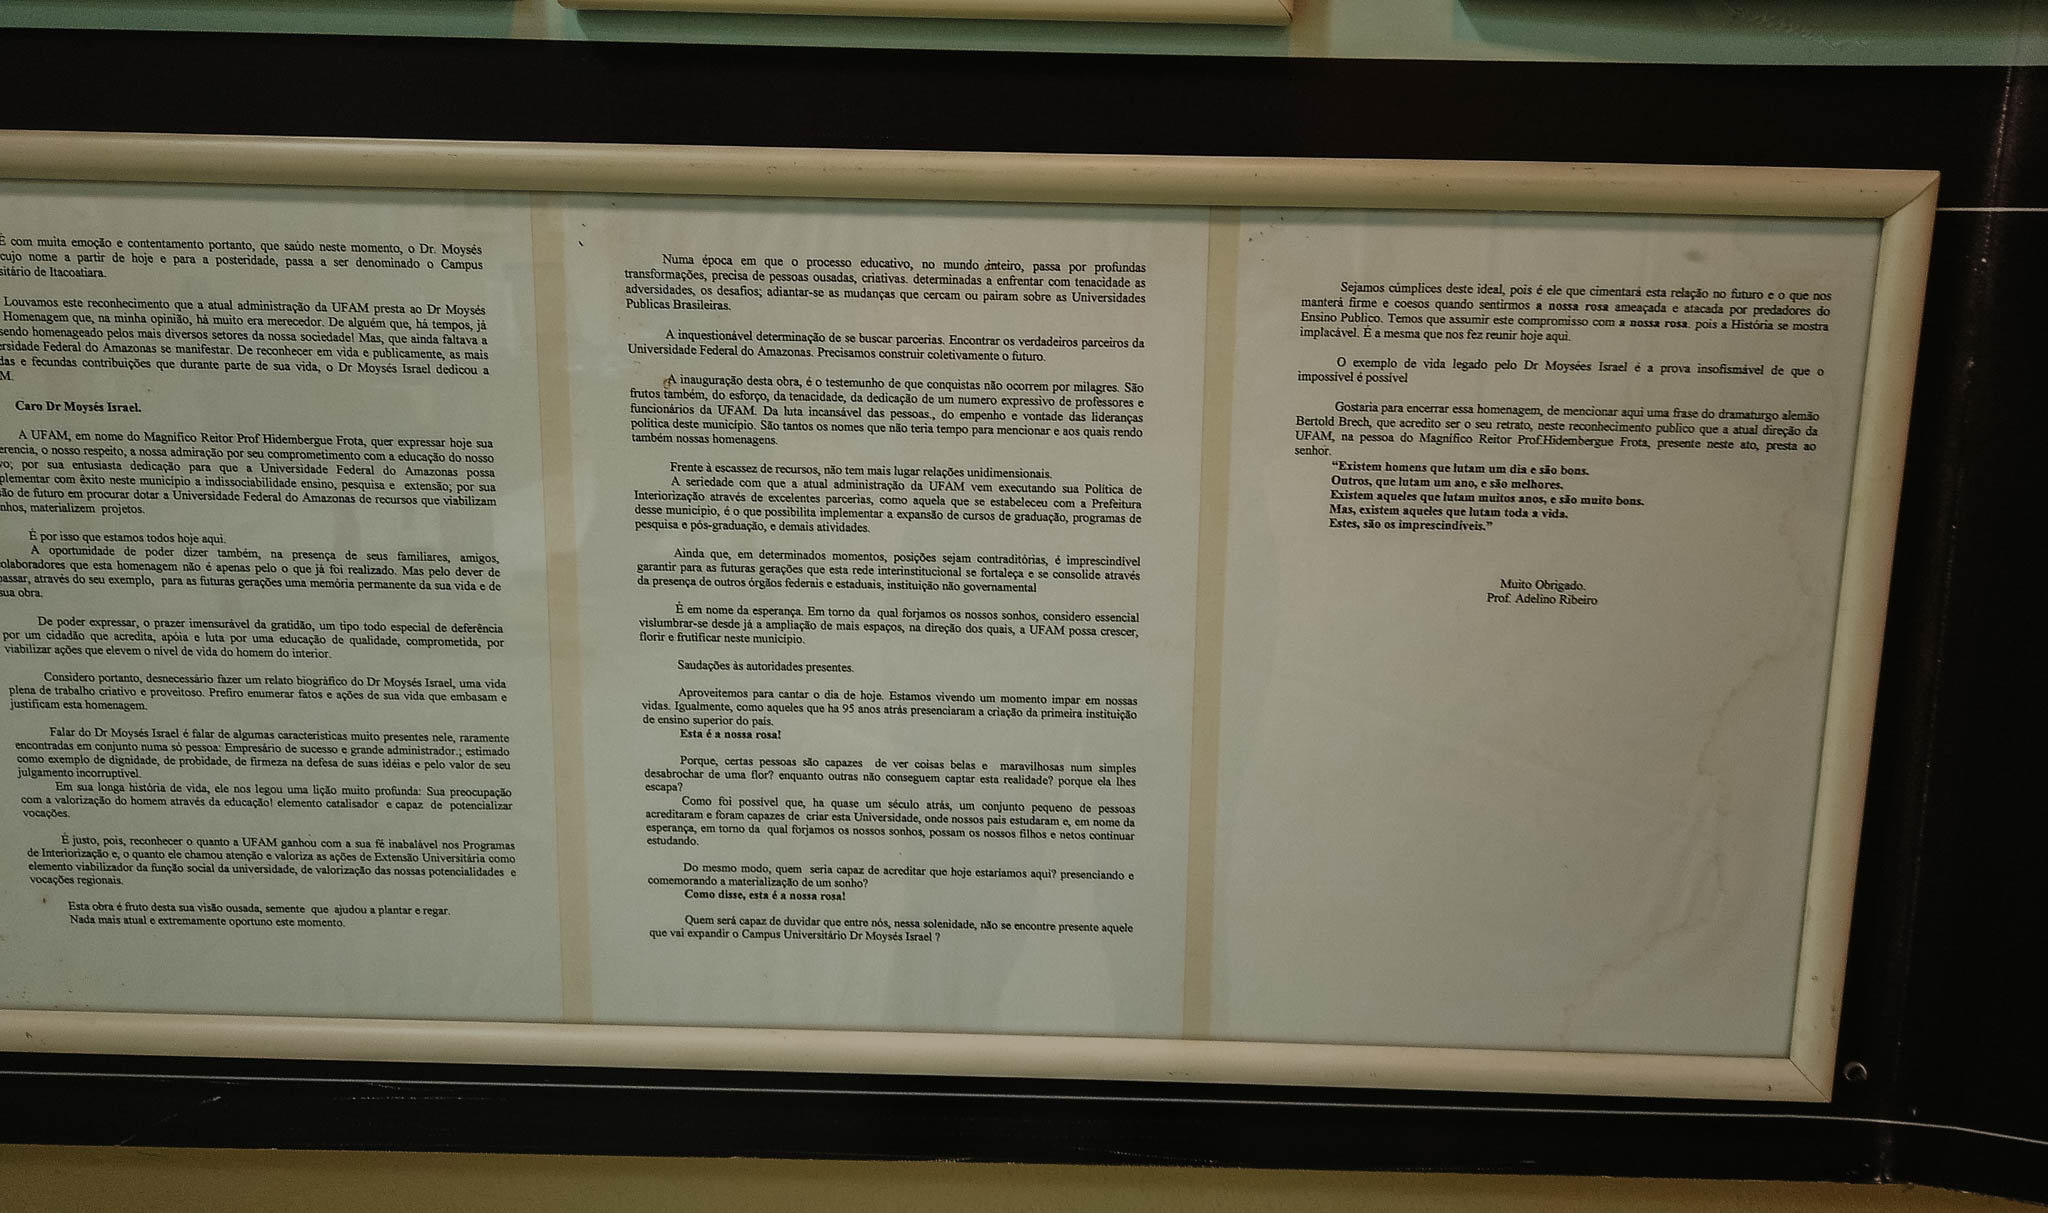 É com muita emoção e contentamento portanto, que saúdo neste momento, o Dr. Moysés
cujo nome a partir de hoje e para a posteridade, passa a ser denominado o Campus
sitário de Itacoatiara.
Louvamos este reconhecimento que a atual administração da UFAM presta ao Dr Moysés
Homenagem que, na minha opinião, há muito era merecedor. De alguém que, há tempos, já
sendo homenageado pelos mais diversos setores da nossa sociedade! Mas, que ainda faltava a
ersidade Federal do Amazonas se manifestar. De reconhecer em vida e publicamente, as mais
das e fecundas contribuições que durante parte de sua vida, o Dr Moysés Israel dedicou a
M.
Caro Dr Moysés Israel.
A UFAM, em nome do Magnífico Reitor Prof Hidembergue Frota, quer expressar hoje sua
erencia, o nosso respeito, a nossa admiração por seu comprometimento com a educação do nosso
vo; por sua entusiasta dedicação para que a Universidade Federal do Amazonas possa
plementar com êxito neste município a indissociabilidade ensino, pesquisa e extensão; por sua
são de futuro em procurar dotar a Universidade Federal do Amazonas de recursos que viabilizam
nhos, materializem projetos.
É por isso que estamos todos hoje aqui.
A oportunidade de poder dizer também, na presença de seus familiares, amigos,
olaboradores que esta homenagem não é apenas pelo o que já foi realizado. Mas pelo dever de
passar, através do seu exemplo, para as futuras gerações uma memória permanente da sua vida e de
sua obra.
De poder expressar, o prazer imensurável da gratidão, um tipo todo especial de deferência
por um cidadão que acredita, apóia e luta por uma educação de qualidade, comprometida, por
viabilizar ações que elevem o nível de vida do homem do interior.
Considero portanto, desnecessário fazer um relato biográfico do Dr Moysés Israel, uma vida
plena de trabalho criativo e proveitoso. Prefiro enumerar fatos e ações de sua vida que embasam e
justificam esta homenagem.
Falar do Dr Moysés Israel é falar de algumas características muito presentes nele, raramente
encontradas em conjunto numa só pessoa: Empresário de sucesso e grande administrador.; estimado
como exemplo de dignidade, de probidade, de firmeza na defesa de suas idéias e pelo valor de seu
julgamento incorruptível.
Em sua longa história de vida, ele nos legou uma lição muito profunda: Sua preocupação
com a valorização do homem através da educação! elemento catalisador e capaz de potencializar
vocações.
É justo, pois, reconhecer o quanto a UFAM ganhou com a sua fé inabalável nos Programas
de Interiorização e, o quanto ele chamou atenção e valoriza as ações de Extensão Universitária como
elemento viabilizador da função social da universidade, de valorização das nossas potencialidades e
vocações regionais.
Esta obra é fruto desta sua visão ousada, semente que ajudou a plantar e regar.
Nada mais atual e extremamente oportuno este momento.
Numa época em que o processo educativo, no mundo inteiro, passa por profundas
transformações, precisa de pessoas ousadas, criativas. determinadas a enfrentar com tenacidade as
adversidades, os desafios; adiantar-se as mudanças que cercam ou pairam sobre as Universidades
Publicas Brasileiras.
A inquestionável determinação de se buscar parcerias. Encontrar os verdadeiros parceiros da
Universidade Federal do Amazonas. Precisamos construir coletivamente o futuro.
A inauguração desta obra, é o testemunho de que conquistas não ocorrem por milagres. São
frutos também, do esforço, da tenacidade, da dedicação de um numero expressivo de professores e
funcionários da UFAM. Da luta incansável das pessoas., do empenho e vontade das lideranças
política deste município. São tantos os nomes que não teria tempo para mencionar e aos quais rendo
também nossas homenagens.
Frente à escassez de recursos, não tem mais lugar relações unidimensionais.
A seriedade com que a atual administração da UFAM vem executando sua Política de
Interiorização através de excelentes parcerias, como aquela que se estabeleceu com a Prefeitura
desse município, é o que possibilita implementar a expansão de cursos de graduação, programas de
pesquisa e pós-graduação, e demais atividades.
Ainda que, em determinados momentos, posições sejam contraditórias, é imprescindível
garantir para as futuras gerações que esta rede interinstitucional se fortaleça e se consolide através
da presença de outros órgãos federais e estaduais, instituição não governamental
É em nome da esperança. Em torno da qual forjamos os nossos sonhos, considero essencial
vislumbrar-se desde já a ampliação de mais espaços, na direção dos quais, a UFAM possa crescer,
florir e frutificar neste município.
Saudações às autoridades presentes.
Aproveitemos para cantar o dia de hoje. Estamos vivendo um momento impar em nossas
vidas. Igualmente, como aqueles que ha 95 anos atrás presenciaram a criação da primeira instituição
de ensino superior do país.
Esta é a nossa rosa!
Porque, certas pessoas são capazes de ver coisas belas e maravilhosas num simples
desabrochar de uma flor? enquanto outras não conseguem captar esta realidade? porque ela lhes
escapa?
Como foi possível que, ha quase um século atrás, um conjunto pequeno de pessoas
acreditaram e foram capazes de criar esta Universidade, onde nossos pais estudaram e, em nome da
esperança, em torno da qual forjamos os nossos sonhos, possam os nossos filhos e netos continuar
estudando.
Do mesmo modo, quem seria capaz de acreditar que hoje estaríamos aqui? presenciando e
comemorando a materialização de um sonho?
Como disse, esta é a nossa rosa!
Quem será capaz de duvidar que entre nós, nessa solenidade, não se encontre presente aquele
que vai expandir o Campus Universitário Dr Moysés Israel ?
Sejamos cúmplices deste ideal, pois é ele que cimentará esta relação no futuro e o que nos
manterá firme e coesos quando sentirmos a nossa rosa ameaçada e atacada por predadores do
Ensino Publico. Temos que assumir este compromisso com a nossa rosa. pois a História se mostra
implacável. É a mesma que nos fez reunir hoje aqui.
O exemplo de vida legado pelo Dr Moysées Israel é a prova insofismável de que o
impossível é possível
Gostaria para encerrar essa homenagem, de mencionar aqui uma frase do dramaturgo alemão
Bertold Brech, que acredito ser o seu retrato, neste reconhecimento publico que a atual direção da
UFAM, na pessoa do Magnífico Reitor Prof.Hidembergue Frota, presente neste ato, presta ao
senhor.
“Existem homens que lutam um dia e são bons.
Outros, que lutam um ano, e são melhores.
Existem aqueles que lutam muitos anos, e são muito bons.
Mas, existem aqueles que lutam toda a vida.
Estes, são os imprescindíveis.”
Muito Obrigado.
Prof. Adelino Ribeiro